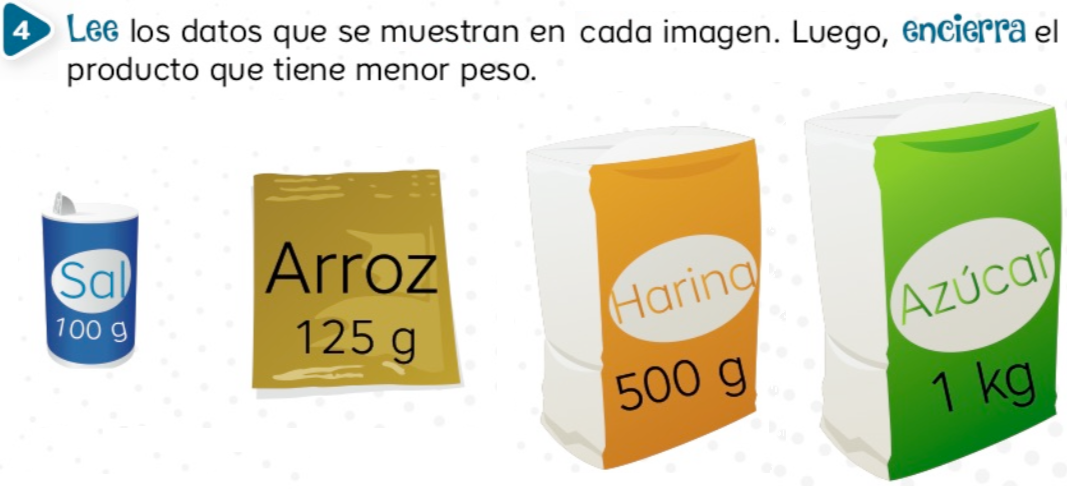 4 Lee los datos que se muestran en cada imagen. Luego, encierra el
producto que tiene menor peso.
Sal
100 g
Arroz
125 g
Harina
500 g
Azúcar
1 kg